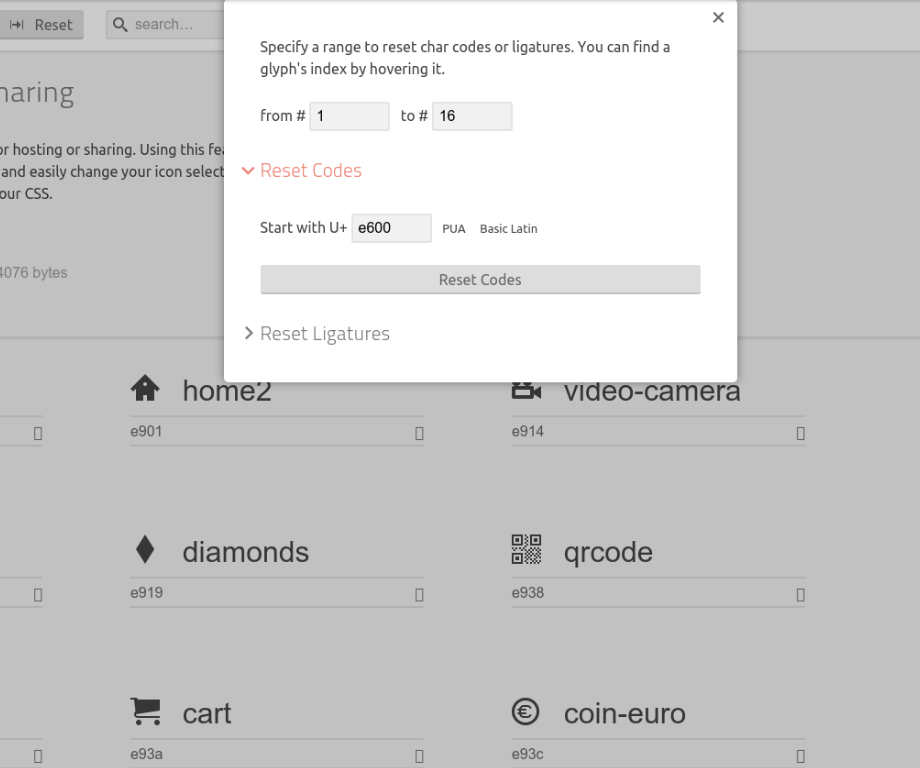 Reset
search...
Specify a range to reset char codes or ligatures. You can find a
glyph's index by hovering it.
from # 1 to # 16
Reset Codes
Start with U+ e600 PUA Basic Latin
Reset Codes
Reset Ligatures
haring
or hosting or sharing. Using this fea
and easily change your icon select
our CSS.
4076 bytes
home2
video-camera
e901
e914
diamonds
qrcode
e919
e938
cart
coin-euro
e93a
e93c